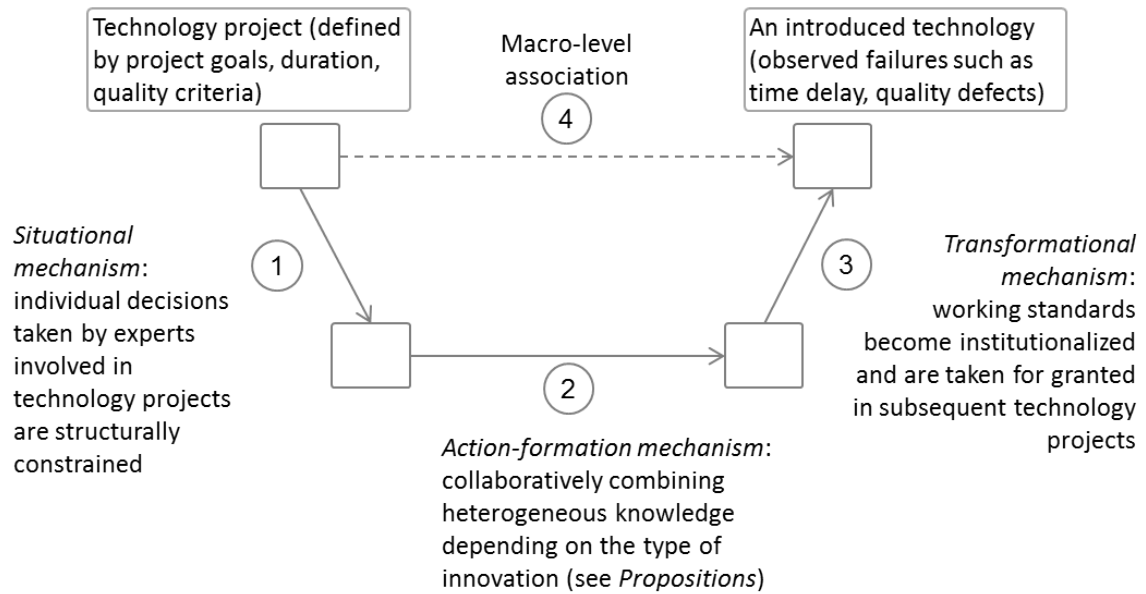 Technology project (defined
by project goals, duration,
quality criteria)
Macro-level
association
4
An introduced technology
(observed failures such as
time delay, quality defects)
Situational
mechanism:
individual decisions
taken by experts
involved in
technology projects
are structurally
constrained
1
2
Action-formation mechanism:
collaboratively combining
heterogeneous knowledge
depending on the type of
innovation (see Propositions)
3
Transformational
mechanism:
working standards
become institutionalized
and are taken for granted
in subsequent technology
projects